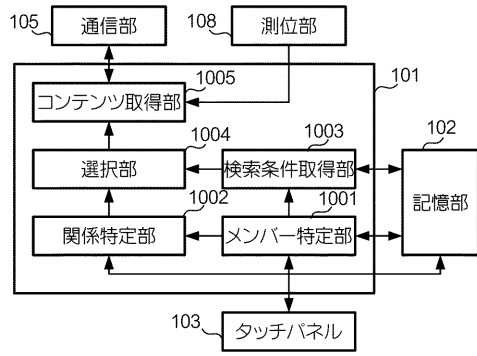 105 通信部
108 測位部
101
1005
コンテンツ取得部
1004
選択部
1003
検索条件取得部
102
記憶部
1002
関係特定部
1001
メンバー特定部
103 タッチパネル